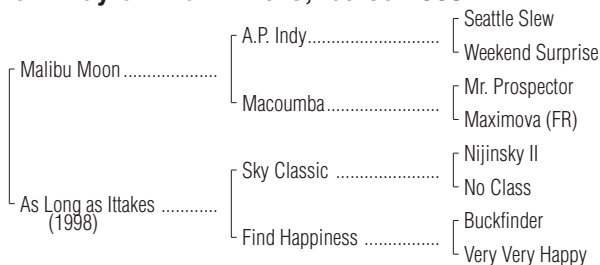 Seattle Slew
A.P. Indy
Weekend Surprise
Malibu Moon
Mr. Prospector
Macoumba
Maximova (FR)
Nijinsky II
Sky Classic
No Class
As Long as Ittakes
(1998)
Buckfinder
Find Happiness
Very Very Happy